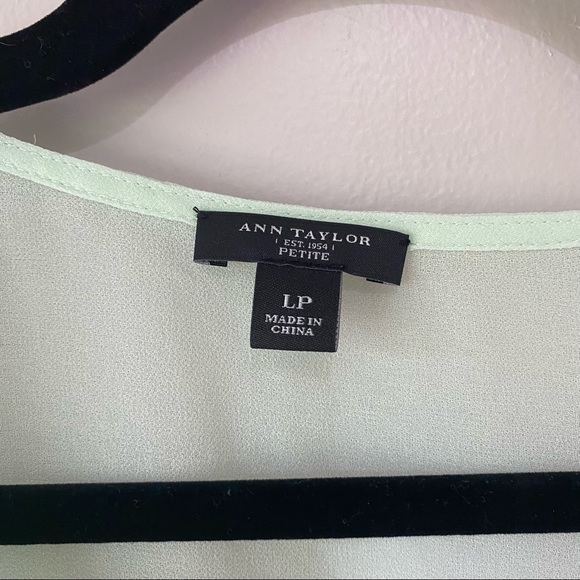 ANN TAYLOR
| EST. 1954 |
PETITE
LP
MADE IN
CHINA